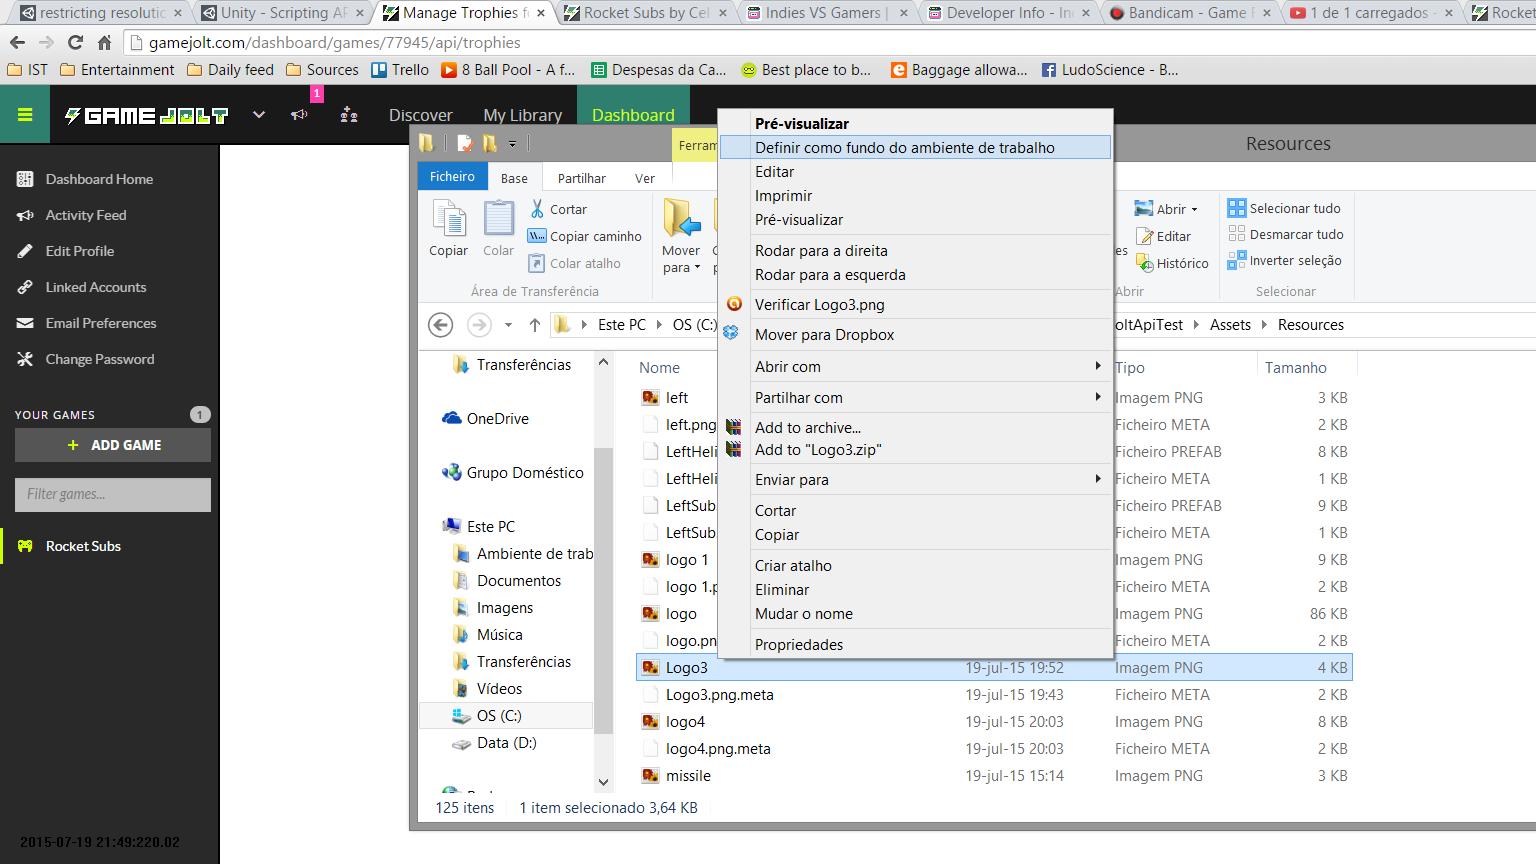 restricting resolutic
Unity - Scripting AP
Manage Trophies f
Rocket Subs by Cel
Indies VS Gamers |
Developer Info - In
Bandicam - Game F
1 de 1 carregados -
Rocket
gamejolt.com/dashboard/games/77945/api/trophies
IST
Entertainment
Daily feed
Sources
Trello
8 Ball Pool - A f...
Despesas da Ca...
Best place to b...
Baggage allowa...
LudoScience - B...
GAME JOLT
1
Discover
My Library
Dashboard
Dashboard Home
Activity Feed
Edit Profile
Linked Accounts
Email Preferences
Change Password
YOUR GAMES
1
+ ADD GAME
Filter games...
Rocket Subs
2015-07-19 21:49:220.02
Ferram
Resources
Ficheiro
Base
Partilhar
Ver
Copiar
Colar
Cortar
Copiar caminho
Colar atalho
Área de Transferência
Mover
para
Abrir
Editar
Histórico
Abrir
Selecionar tudo
Desmarcar tudo
Inverter seleção
Selecionar
Este PC
OS (C:)
oltApiTest
Assets
Resources
Transferências
OneDrive
Grupo Doméstico
Este PC
Ambiente de trab
Documentos
Imagens
Música
Transferências
Vídeos
OS (C:)
Data (D:)
Nome
Tipo
Tamanho
left
Imagem PNG
3 KB
left.png
Ficheiro META
2 KB
LeftHeli
Ficheiro PREFAB
8 KB
LeftHeli
Ficheiro META
1 KB
LeftSub
Ficheiro PREFAB
9 KB
LeftSub
Ficheiro META
1 KB
logo 1
Imagem PNG
9 KB
logo 1.p
Ficheiro META
2 KB
logo
Imagem PNG
86 KB
logo.pn
Ficheiro META
2 KB
Logo3
19-jul-15 19:52
Imagem PNG
4 KB
Logo3.png.meta
19-jul-15 19:43
Ficheiro META
2 KB
logo4
19-jul-15 20:03
Imagem PNG
8 KB
logo4.png.meta
19-jul-15 20:03
Ficheiro META
2 KB
missile
19-jul-15 15:14
Imagem PNG
3 KB
125 itens
1 item selecionado 3,64 KB
Pré-visualizar
Definir como fundo do ambiente de trabalho
Editar
Imprimir
Pré-visualizar
Rodar para a direita
Rodar para a esquerda
Verificar Logo3.png
Mover para Dropbox
Abrir com
Partilhar com
Add to archive...
Add to "Logo3.zip"
Enviar para
Cortar
Copiar
Criar atalho
Eliminar
Mudar o nome
Propriedades